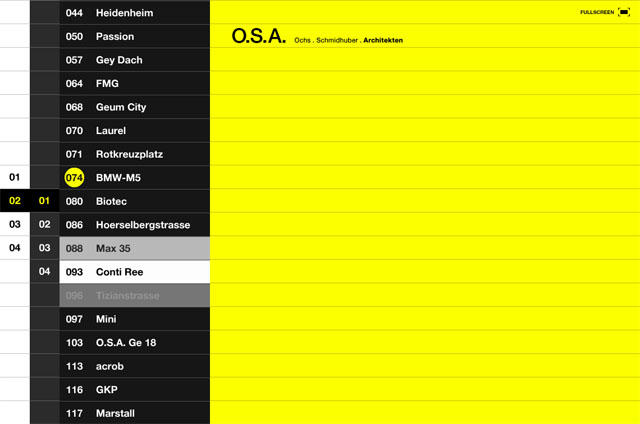 044 Heidenheim
FULLSCREEN
050 Passion
O.S.A. Ochs . Schmidhuber . Architekten
057 Gey Dach
064 FMG
068 Geum City
070 Laurel
071 Rotkreuzplatz
01 074 BMW-M5
02 01 080 Biotec
03 02 086 Hoerselbergstrasse
04 03 088 Max 35
04 093 Conti Ree
096 Tizianstrasse
097 Mini
103 O.S.A. Ge 18
113 acrob
116 GKP
117 Marstall